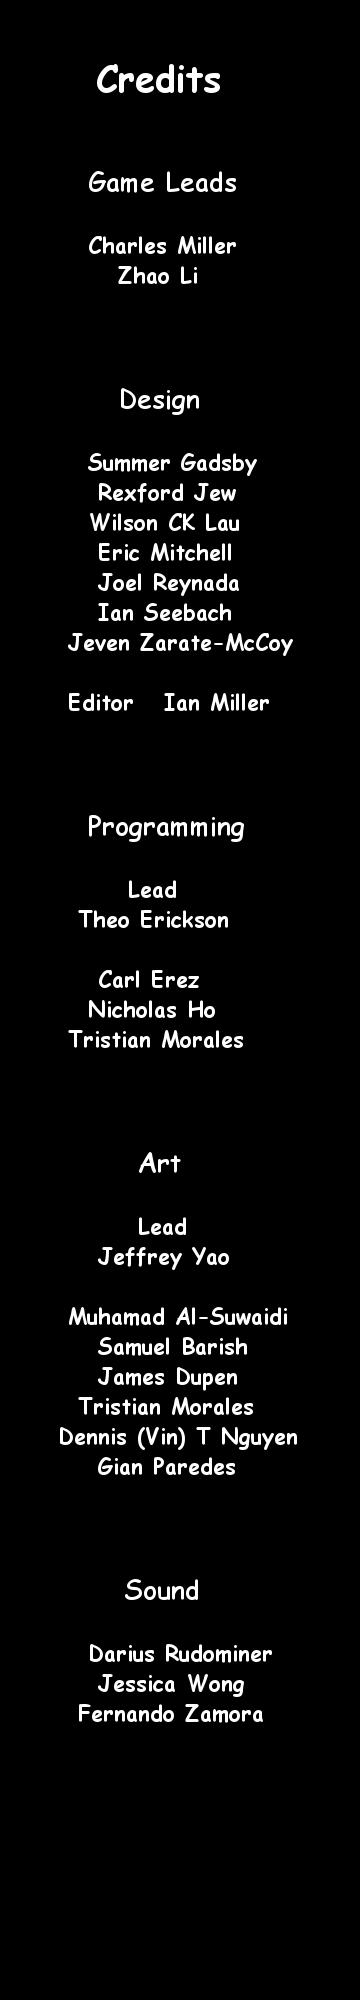 Credits
Game Leads
Charles Miller
Zhao Li
Design
Summer Gadsby
Rexford Jew
Wilson CK Lau
Eric Mitchell
Joel Reynada
Ian Seebach
Jeven Zarate-McCoy
Editor Ian Miller
Programming
Lead
Theo Erickson
Carl Erez
Nicholas Ho
Tristian Morales
Art
Lead
Jeffrey Yao
Muhamad Al-Suwaidi
Samuel Barish
James Dupen
Tristian Morales
Dennis (Vin) T Nguyen
Gian Paredes
Sound
Darius Rudominer
Jessica Wong
Fernando Zamora